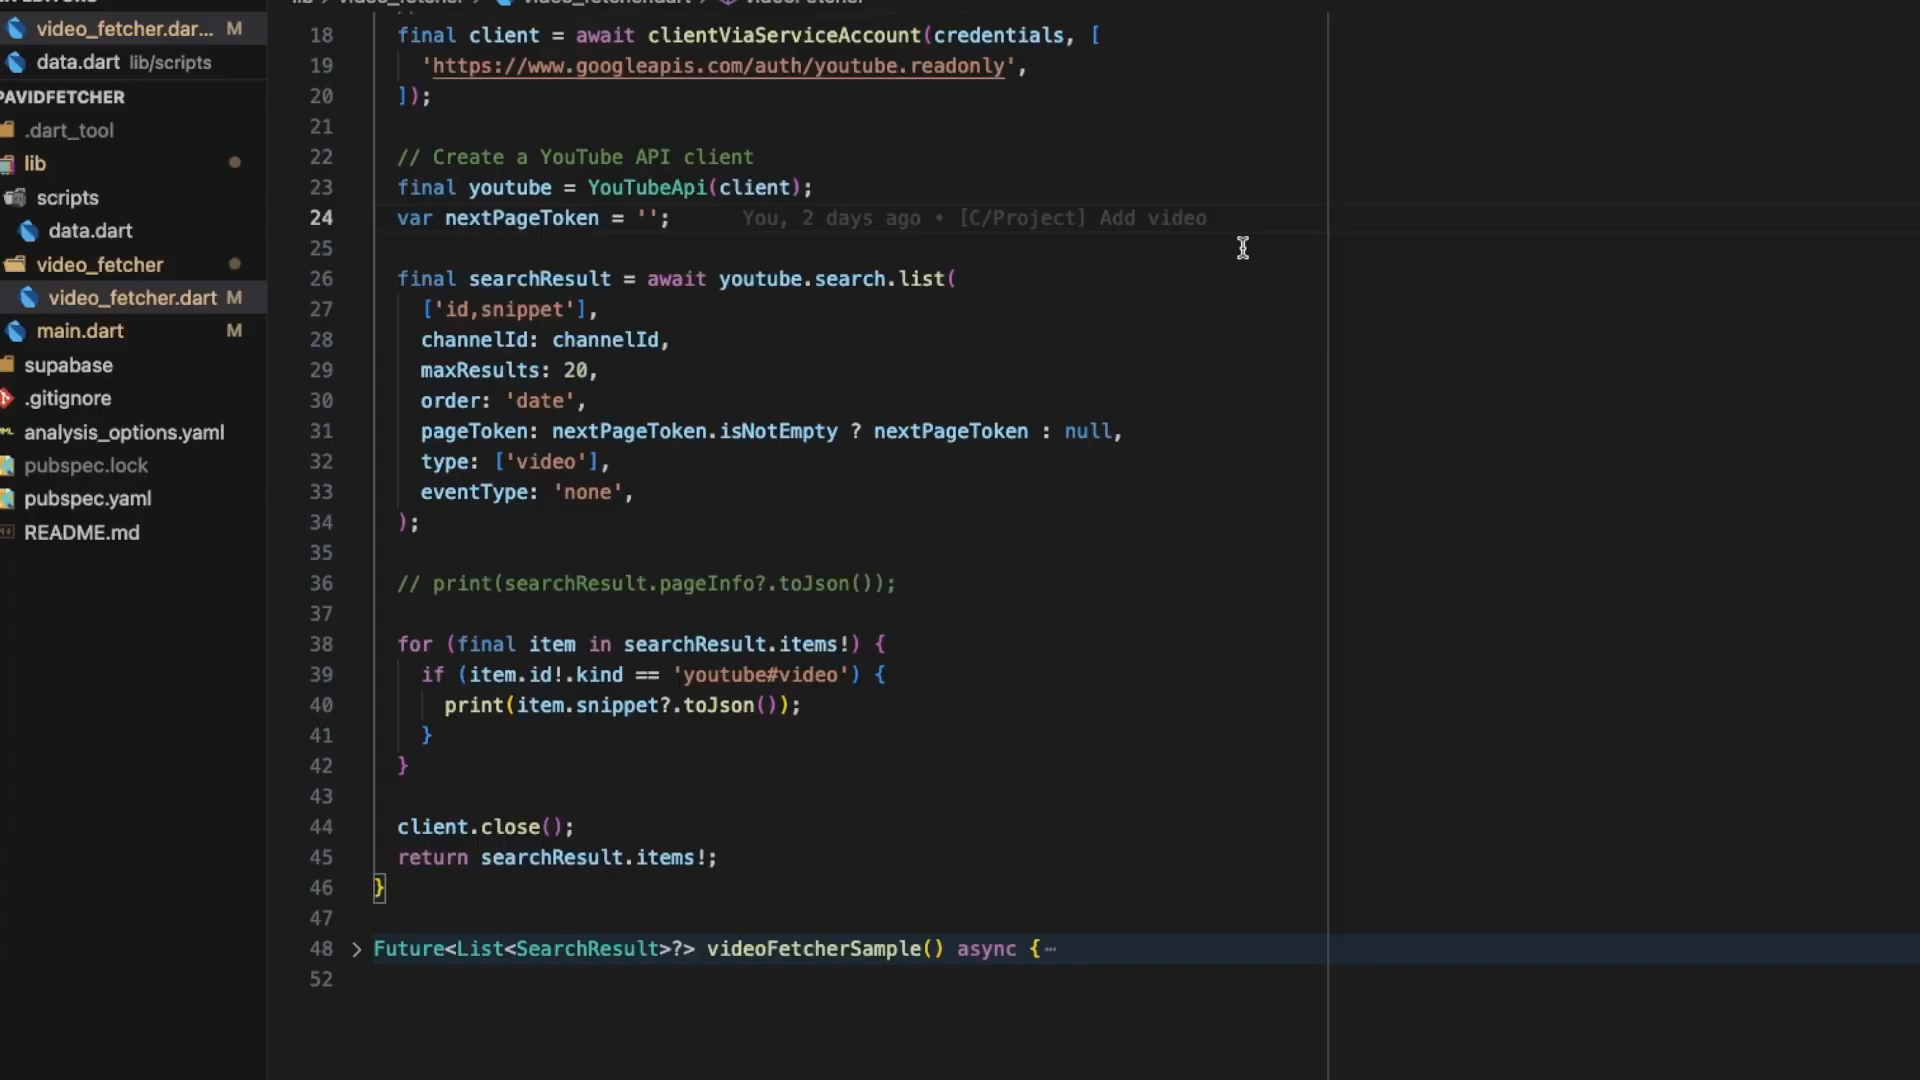 video_fetcher.dar... M
data.dart lib/scripts
PAVIDFETCHER
.dart_tool
lib
scripts
data.dart
video_fetcher
video_fetcher.dart M
main.dart M
supabase
.gitignore
analysis_options.yaml
pubspec.lock
pubspec.yaml
README.md
18 final client = await clientViaServiceAccount(credentials, [
19 'https://www.googleapis.com/auth/youtube.readonly',
20 ]);
21
22 // Create a YouTube API client
23 final youtube = YouTubeApi(client);
24 var nextPageToken = ''; You, 2 days ago • [C/Project] Add video
25
26 final searchResult = await youtube.search.list(
27 ['id,snippet'],
28 channelId: channelId,
29 maxResults: 20,
30 order: 'date',
31 pageToken: nextPageToken.isNotEmpty ? nextPageToken : null,
32 type: ['video'],
33 eventType: 'none',
34 );
35
36 // print(searchResult.pageInfo?.toJson());
37
38 for (final item in searchResult.items!) {
39 if (item.id!.kind == 'youtube#video') {
40 print(item.snippet?.toJson());
41 }
42 }
43
44 client.close();
45 return searchResult.items!;
46 }
47
48 Future<List<SearchResult>?> videoFetcherSample() async {⋯
52